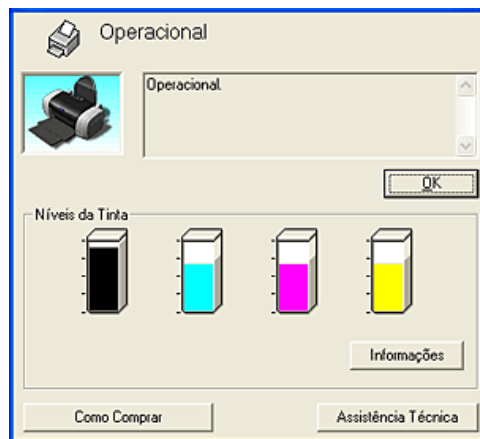 Operacional
Operacional
OK
Níveis da Tinta
Informações
Como Comprar
Assistência Técnica